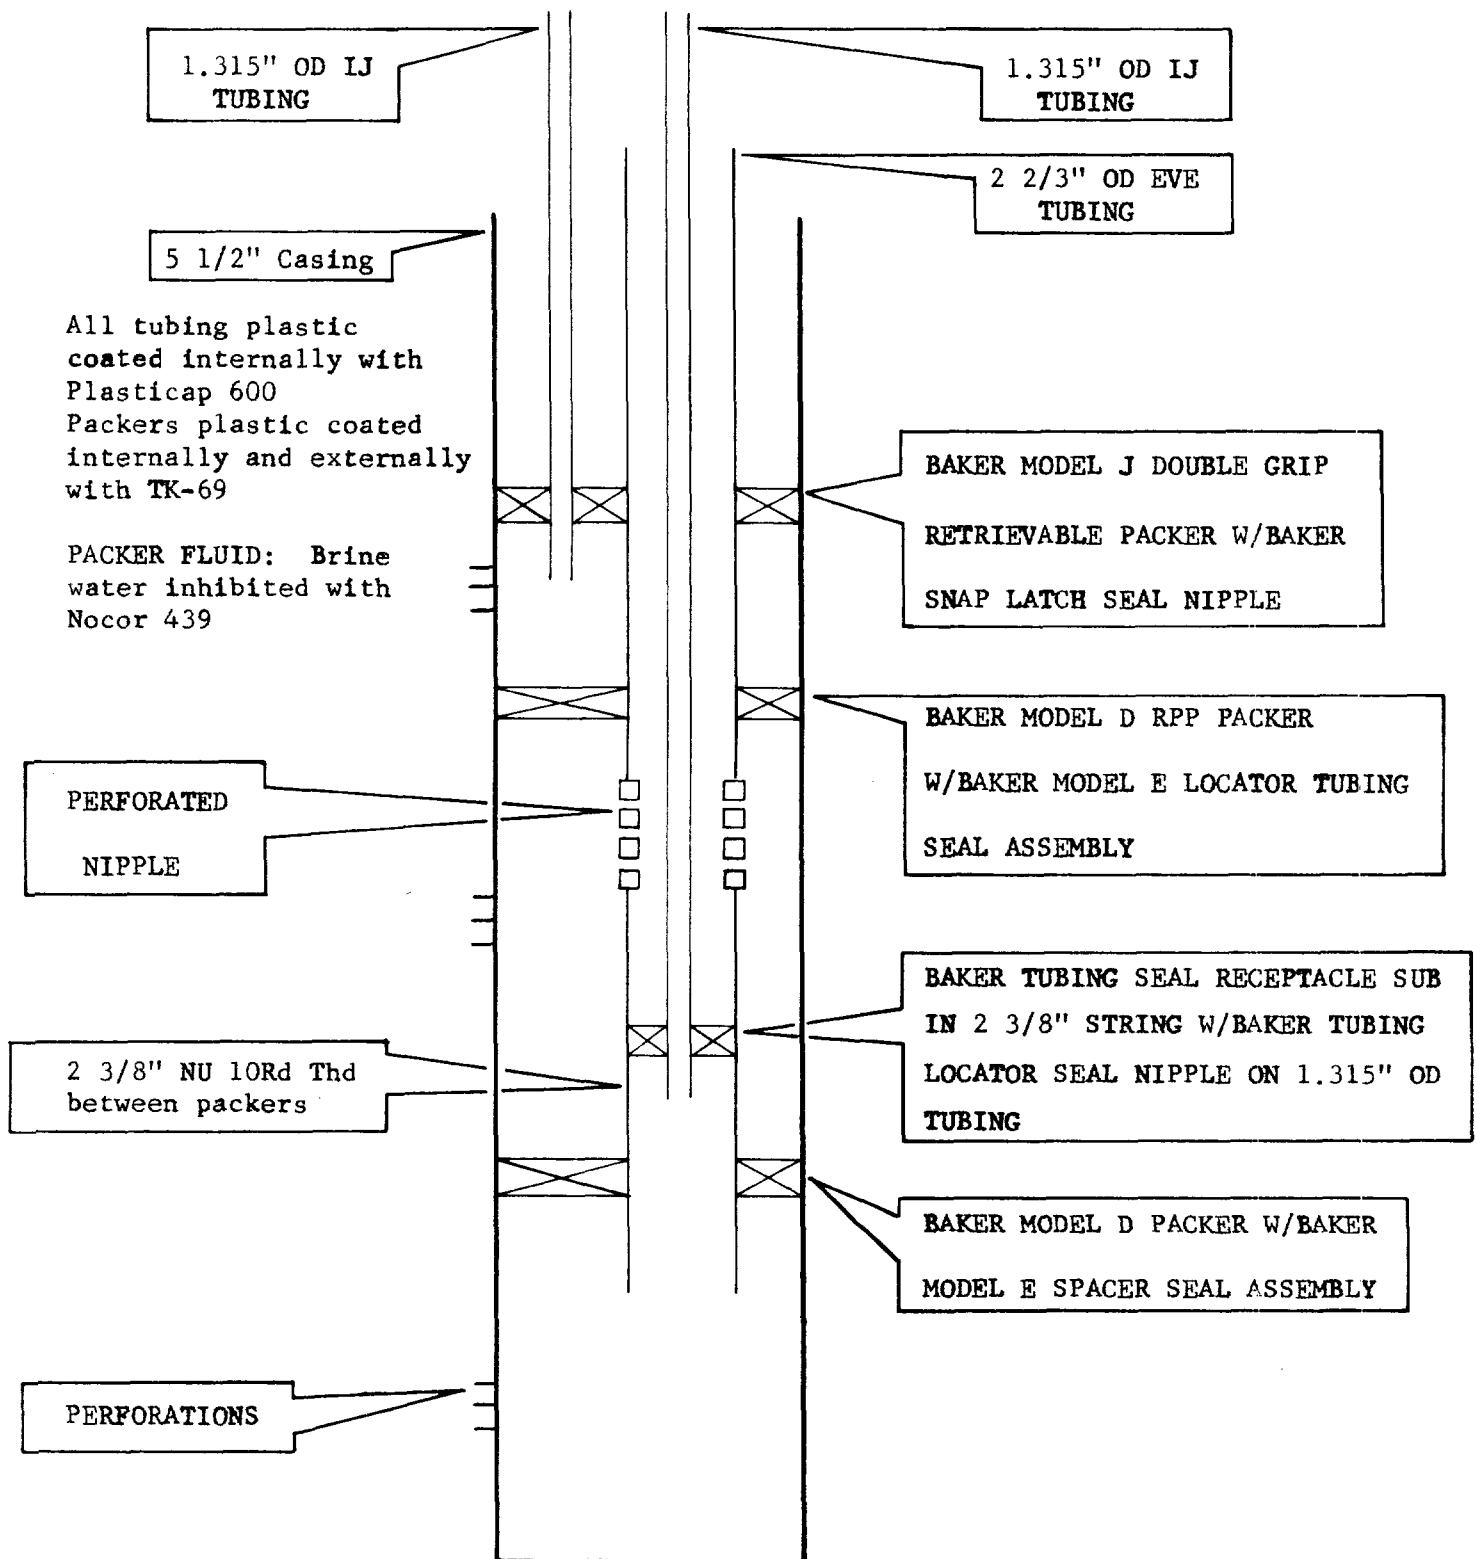 1.315" OD IJ
TUBING
1.315" OD IJ
TUBING
2 2/3" OD EVE
TUBING
5 1/2" Casing
All tubing plastic
coated internally with
Plasticap 600
Packers plastic coated
internally and externally
with TK-69
PACKER FLUID: Brine
water inhibited with
Nocor 439
BAKER MODEL J DOUBLE GRIP
RETRIEVABLE PACKER W/BAKER
SNAP LATCH SEAL NIPPLE
BAKER MODEL D RPP PACKER
W/BAKER MODEL E LOCATOR TUBING
SEAL ASSEMBLY
PERFORATED
NIPPLE
BAKER TUBING SEAL RECEPTACLE SUB
IN 2 3/8" STRING W/BAKER TUBING
LOCATOR SEAL NIPPLE ON 1.315" OD
TUBING
2 3/8" NU 10Rd Thd
between packers
BAKER MODEL D PACKER W/BAKER
MODEL E SPACER SEAL ASSEMBLY
PERFORATIONS